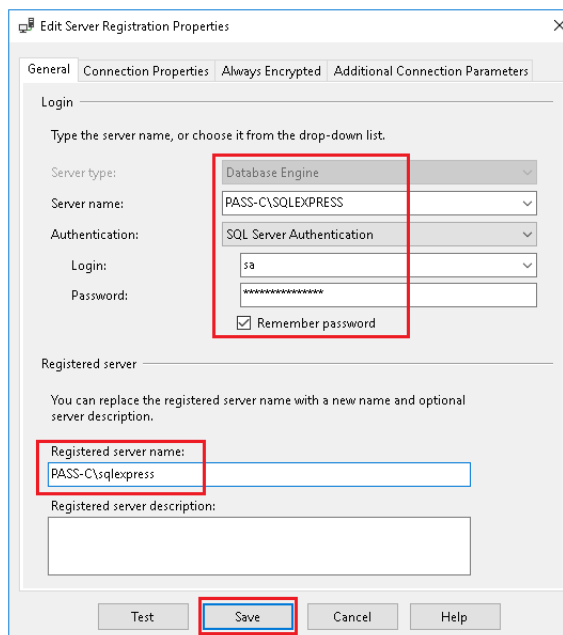 Edit Server Registration Properties
General Connection Properties Always Encrypted Additional Connection Parameters
Login
Type the server name, or choose it from the drop-down list.
Server type: Database Engine
Server name: PASS-C\SQLEXPRESS
Authentication: SQL Server Authentication
Login: sa
Password: ***************
Remember password
Registered server
You can replace the registered server name with a new name and optional
server description.
Registered server name:
PASS-C\sqlexpress
Registered server description:
Test Save Cancel Help